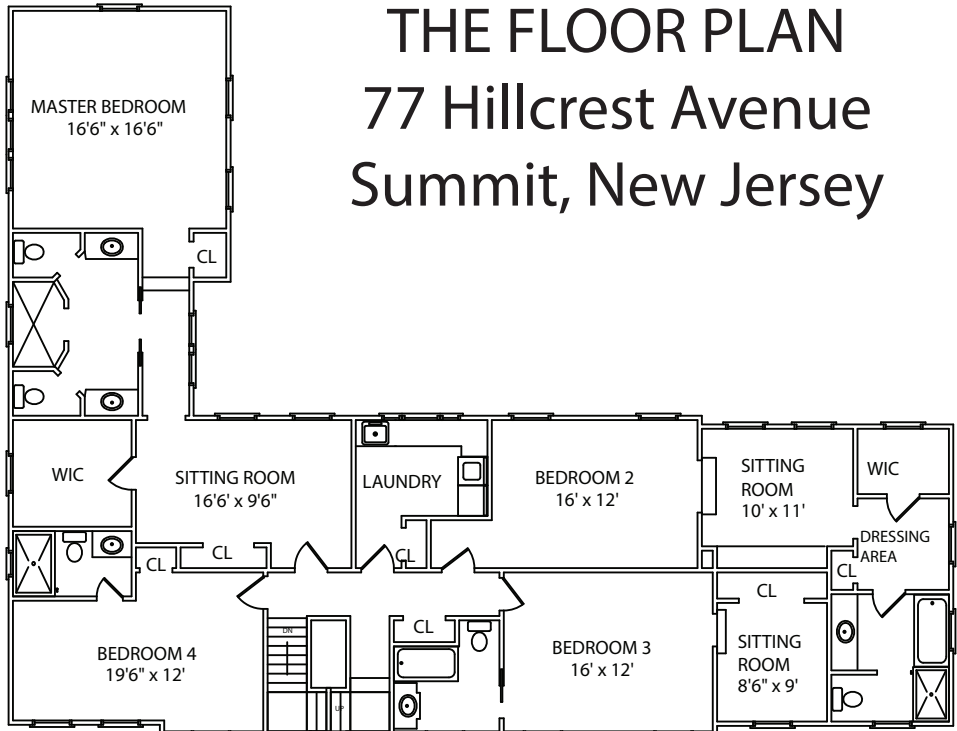 THE FLOOR PLAN
77 Hillcrest Avenue
Summit, New Jersey
MASTER BEDROOM
16'6" x 16'6"
CL
WIC
SITTING ROOM
16'6' x 9'6"
CL
CL
LAUNDRY
CL
BEDROOM 2
16' x 12'
SITTING
ROOM
10' x 11'
WIC
DRESSING
AREA
CL
BEDROOM 4
19'6" x 12'
DN
UP
CL
BEDROOM 3
16' x 12'
CL
SITTING
ROOM
8'6" x 9'